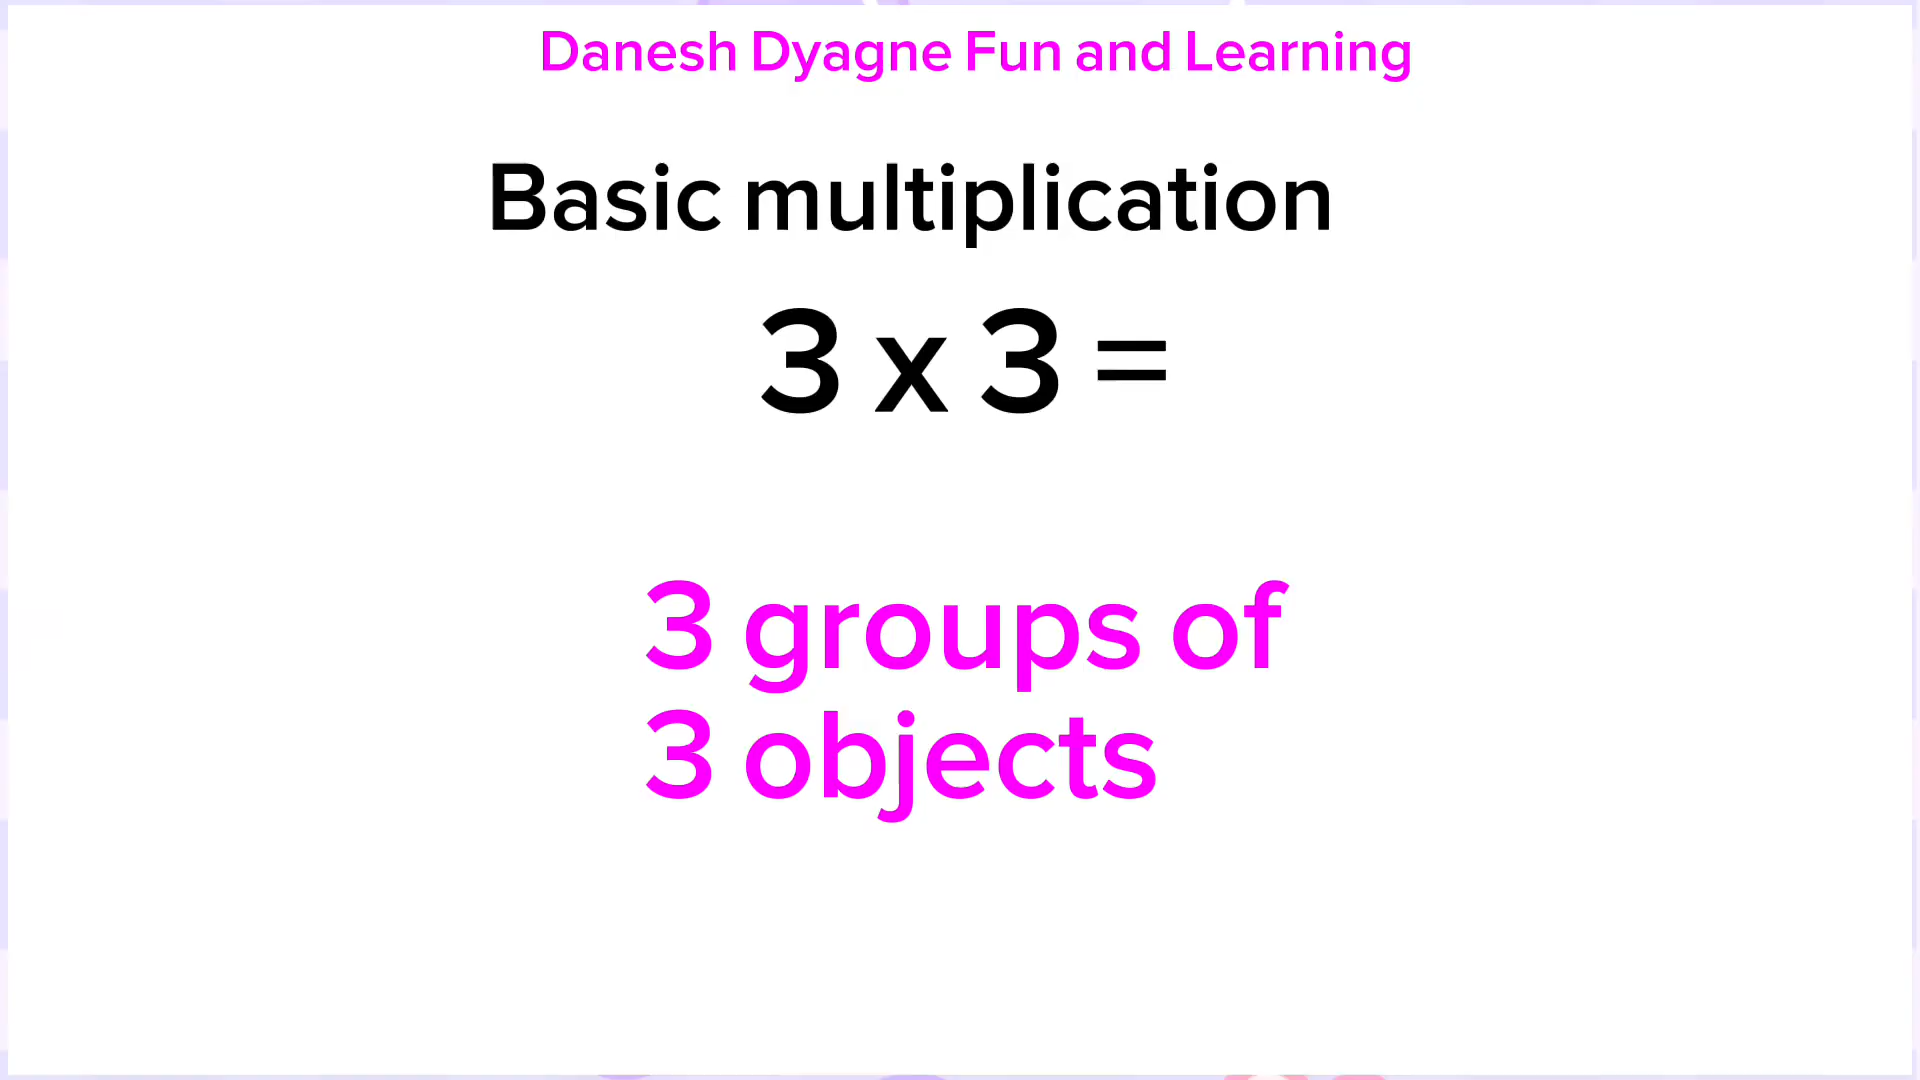 Danesh Dyagne Fun and Learning
Basic multiplication
3 x 3 =
3 groups of
3 objects